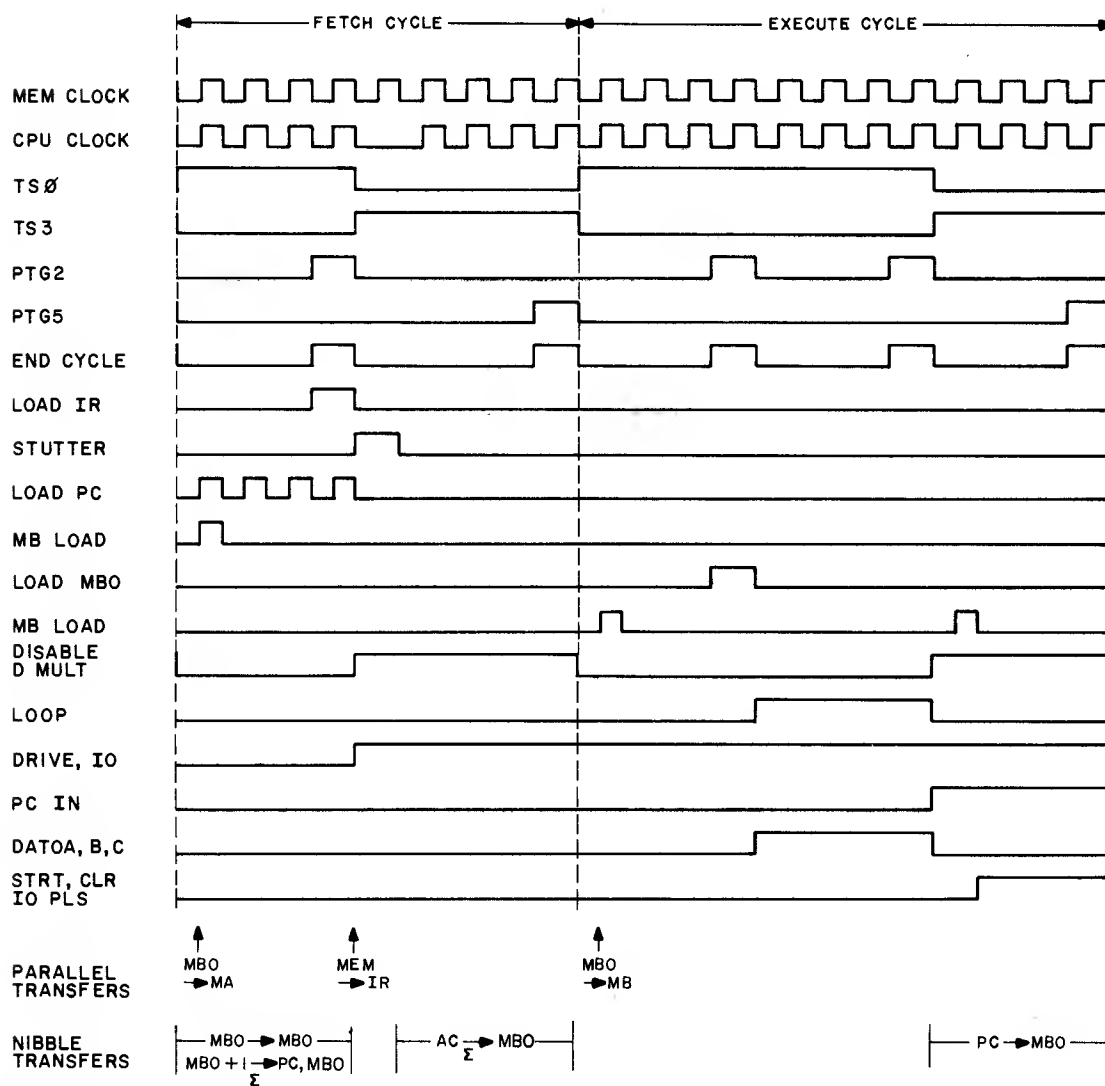 FETCH CYCLE
EXECUTE CYCLE
MEM CLOCK
CPU CLOCK
TSØ
TS3
PTG2
PTG5
END CYCLE
LOAD IR
STUTTER
LOAD PC
MB LOAD
LOAD MBO
MB LOAD
DISABLE
D MULT
LOOP
DRIVE, IO
PC IN
DATOA, B, C
STRT, CLR
IO PLS
PARALLEL
TRANSFERS
MBO
→MA
MEM
→IR
MBO
→MB
NIBBLE
TRANSFERS
MBO→MBO
MBO+1→PC, MBO
Σ
AC→MBO
Σ
PC→MBO